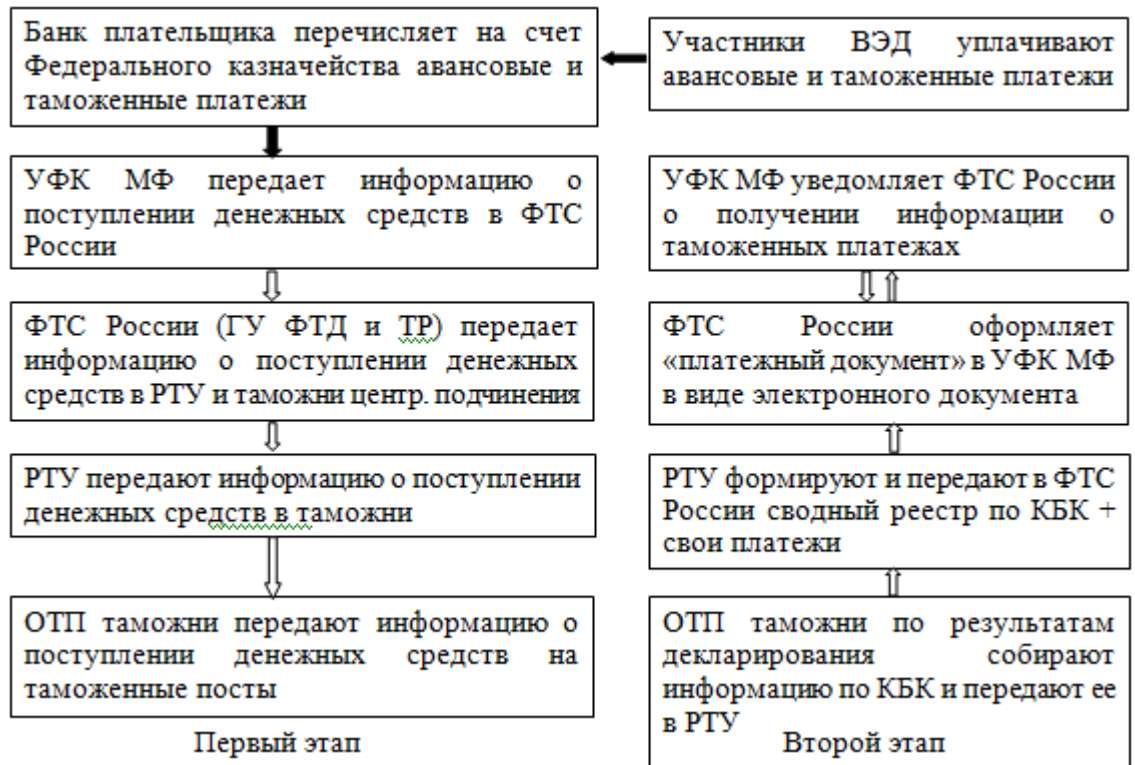 Банк плательщика перечисляет на счет
Федерального казначейства авансовые и
таможенные платежи
Участники ВЭД уплачивают
авансовые и таможенные платежи
УФК МФ передает информацию о
поступлении денежных средств в ФТС
России
УФК МФ уведомляет ФТС России
о получении информации о
таможенных платежах
ФТС России (ГУ ФТД и ТР) передает
информацию о поступлении денежных
средств в РТУ и таможни центр. подчинения
ФТС России оформляет
«платежный документ» в УФК МФ
в виде электронного документа
РТУ передают информацию о поступлении
денежных средств в таможни
РТУ формируют и передают в ФТС
России сводный реестр по КБК +
свои платежи
ОТП таможни передают информацию о
поступлении денежных средств на
таможенные посты
ОТП таможни по результатам
декларирования собирают
информацию по КБК и передают ее
в РТУ
Первый этап
Второй этап